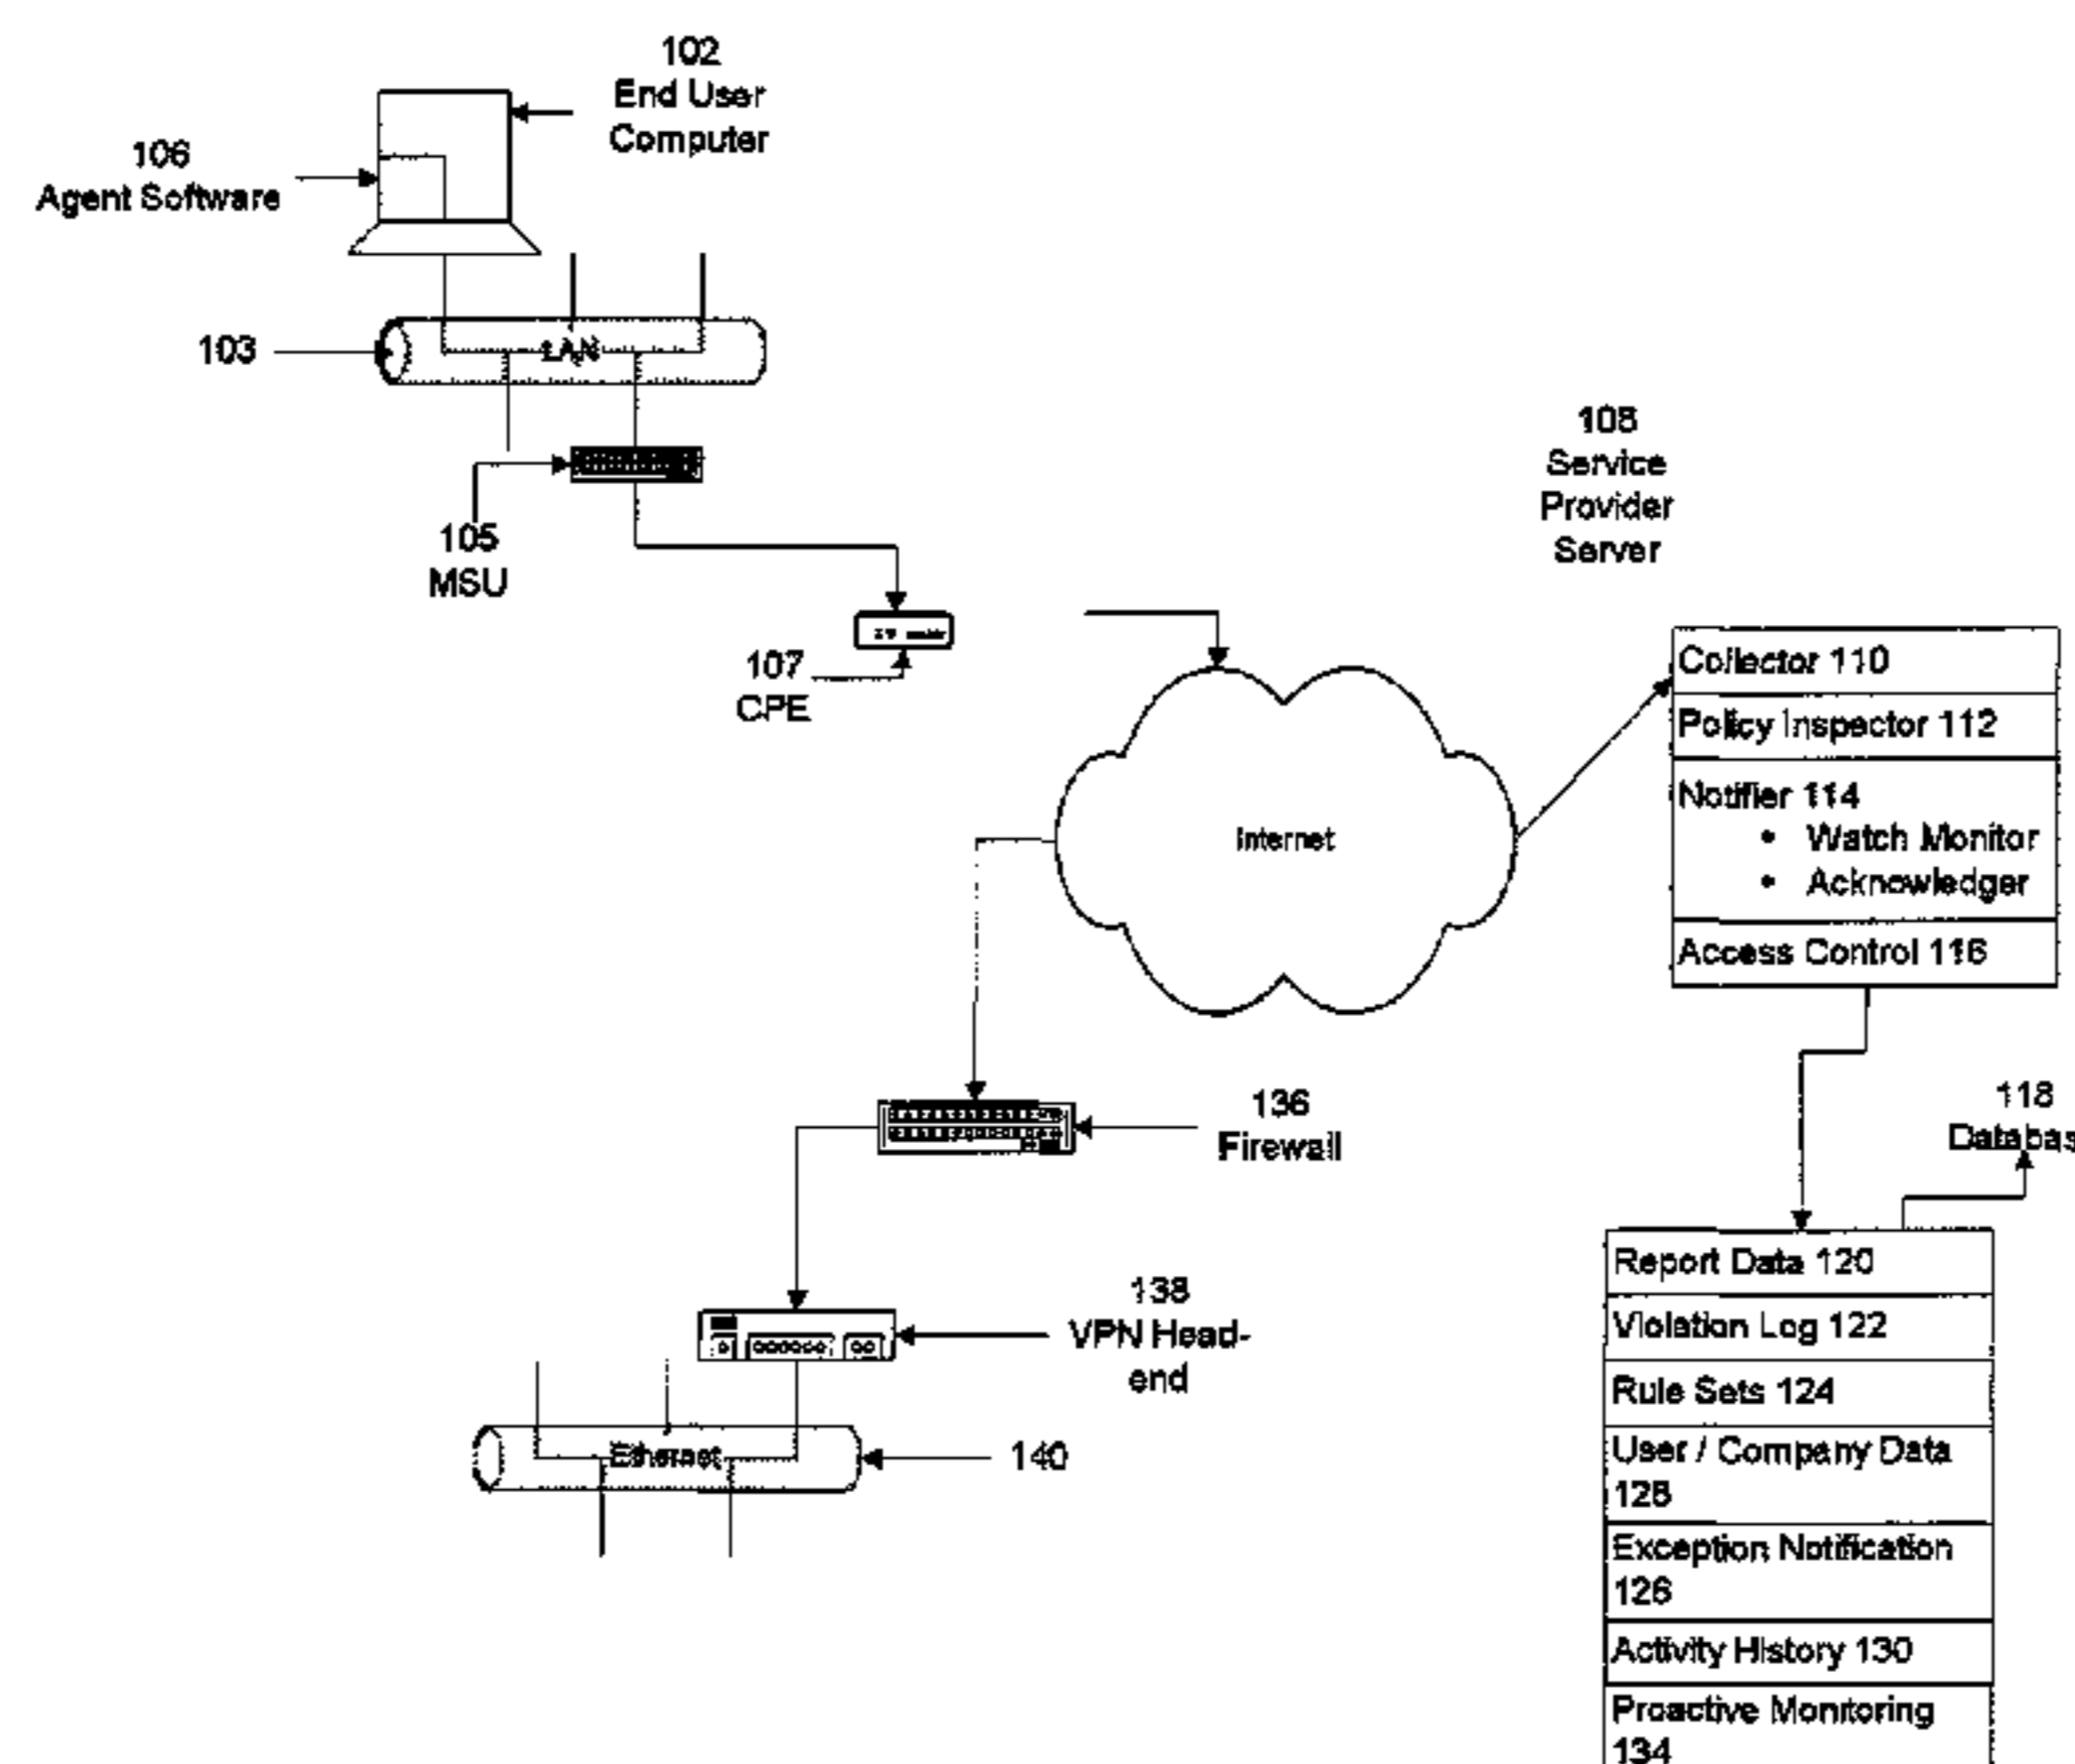 102
End User
Computer
106
Agent Software
LAN
103
108
Service
Provider
Server
105
MSU
107
CPE
Collector 110
Policy Inspector 112
Notifier 114
• Watch Monitor
• Acknowledger
Access Control 116
Internet
136
Firewall
118
Databas
Report Data 120
138
VPN Head-
end
Violation Log 122
Rule Sets 124
Ethernet
140
User / Company Data
128
Exception Notification
126
Activity History 130
Proactive Monitoring
134